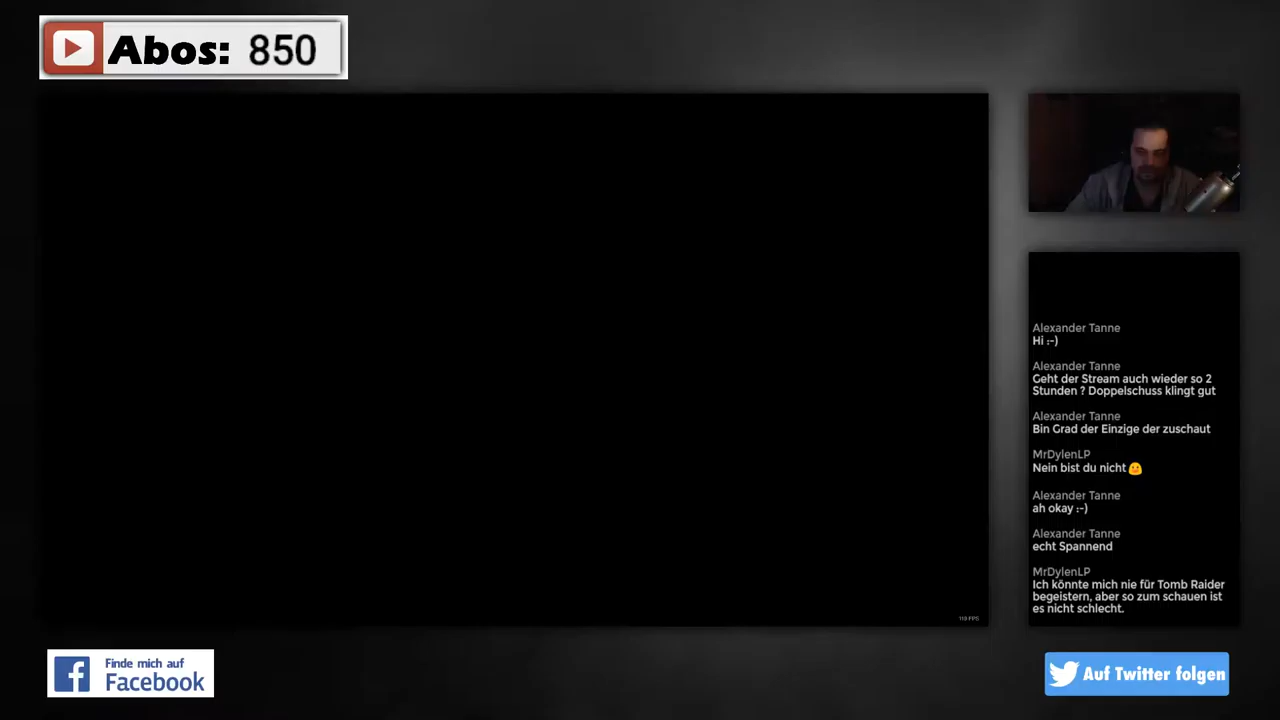 Abos: 850
Alexander Tanne
Hi :-)
Alexander Tanne
Geht der Stream auch wieder so 2
Stunden ? Doppelschuss klingt gut
Alexander Tanne
Bin Grad der Einzige der zuschaut
MrDylenLP
Nein bist du nicht
Alexander Tanne
ah okay :-)
Alexander Tanne
echt Spannend
MrDylenLP
Ich könnte mich nie für Tomb Raider
begeistern, aber so zum schauen ist
es nicht schlecht.
Finde mich auf
Facebook
Auf Twitter folgen